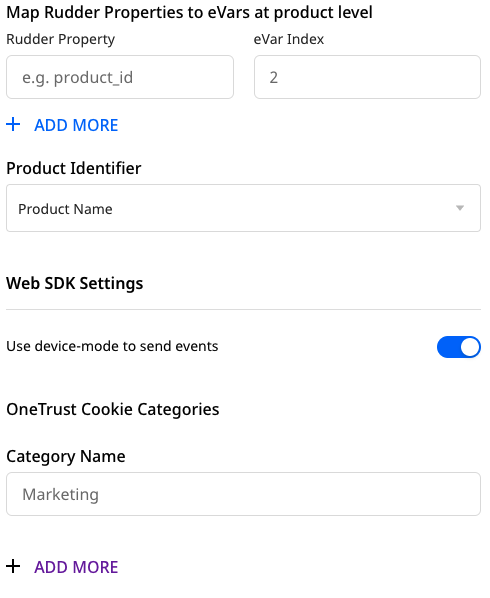 Map Rudder Properties to eVars at product level
Rudder Property eVar Index
e.g. product_id 2
+ ADD MORE
Product Identifier
Product Name
Web SDK Settings
Use device-mode to send events
OneTrust Cookie Categories
Category Name
Marketing
+ ADD MORE